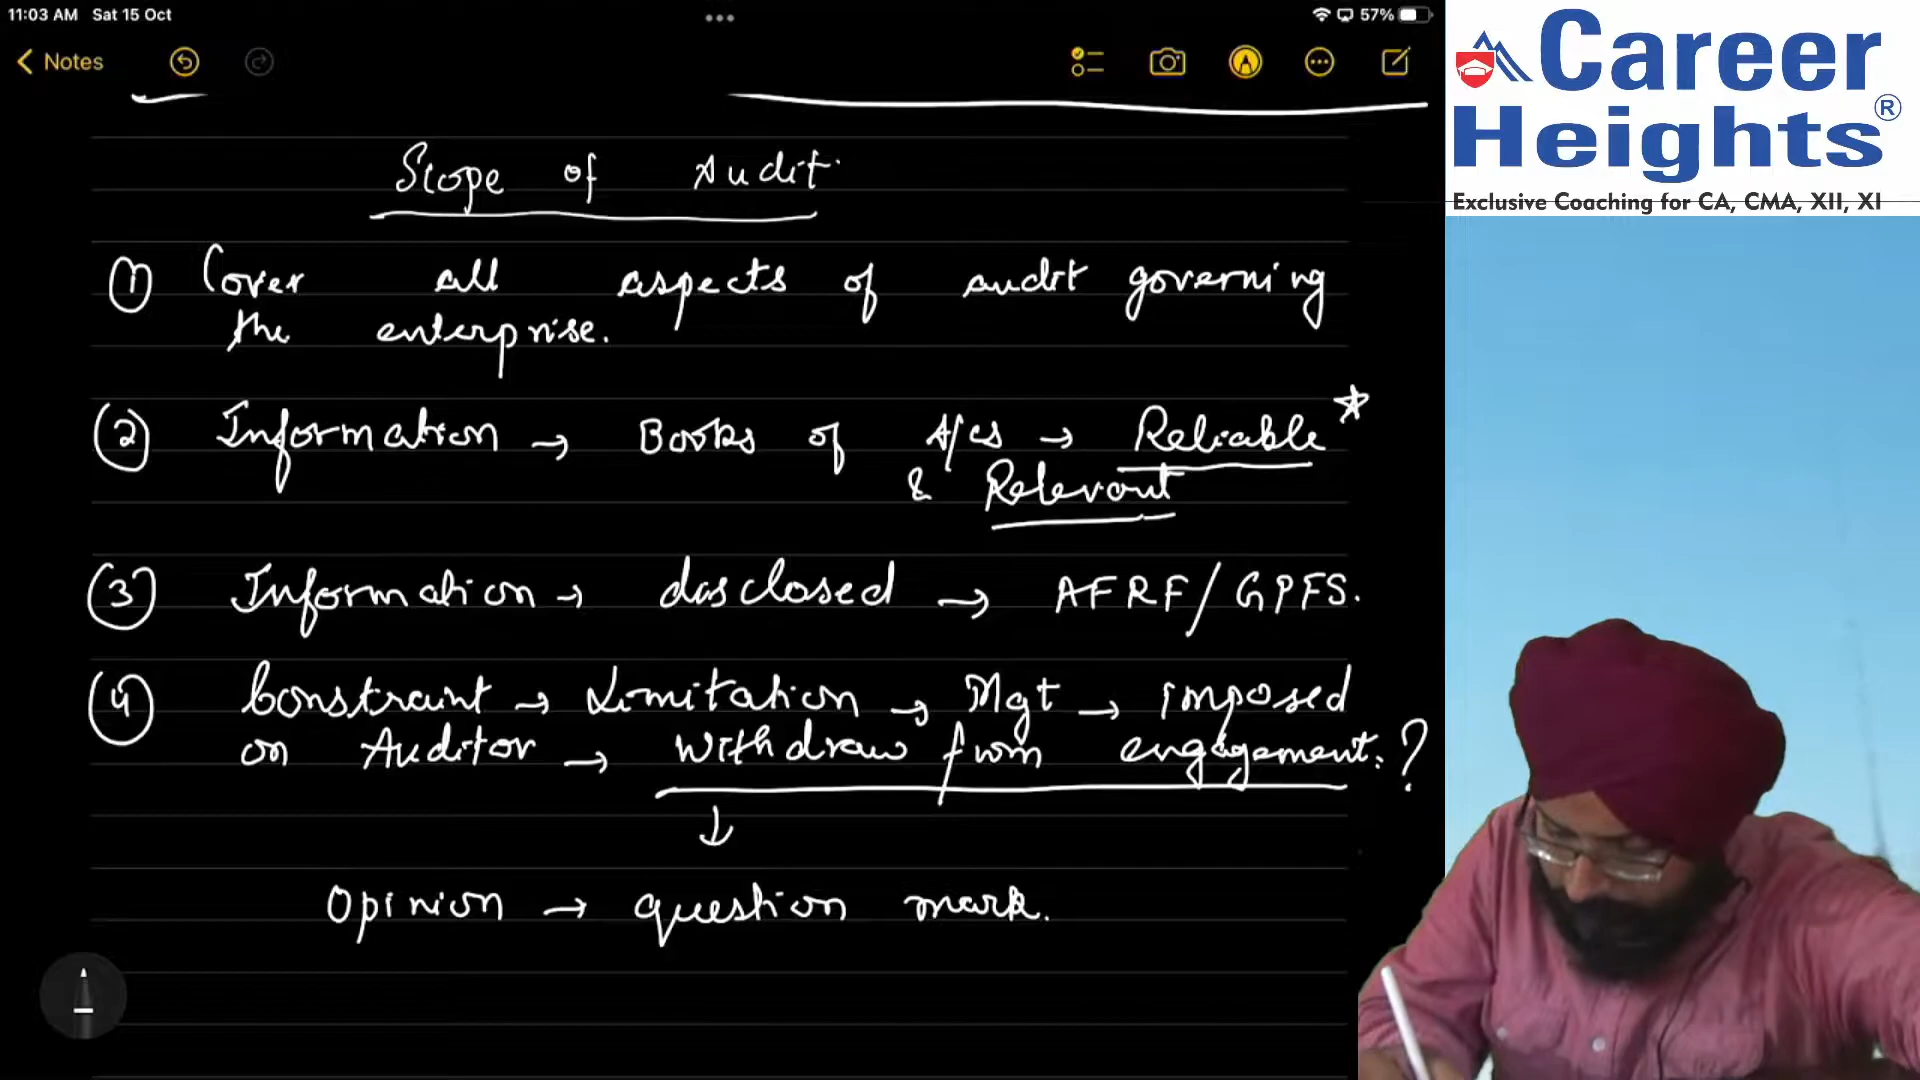 11:03 AM Sat 15 Oct
57%
Notes
Career
Heights®
Exclusive Coaching for CA, CMA, XII, XI
Scope of Audit.
① Cover all aspects of audit governing
the enterprise.
② Information → Books of A/cs → Reliable *
& Relevant
③ Information → disclosed → AFRF/GPFS.
④ Constraint → Limitation → Mgt → imposed
on Auditor → Withdraw from engagement. ?
↓
Opinion → question mark.